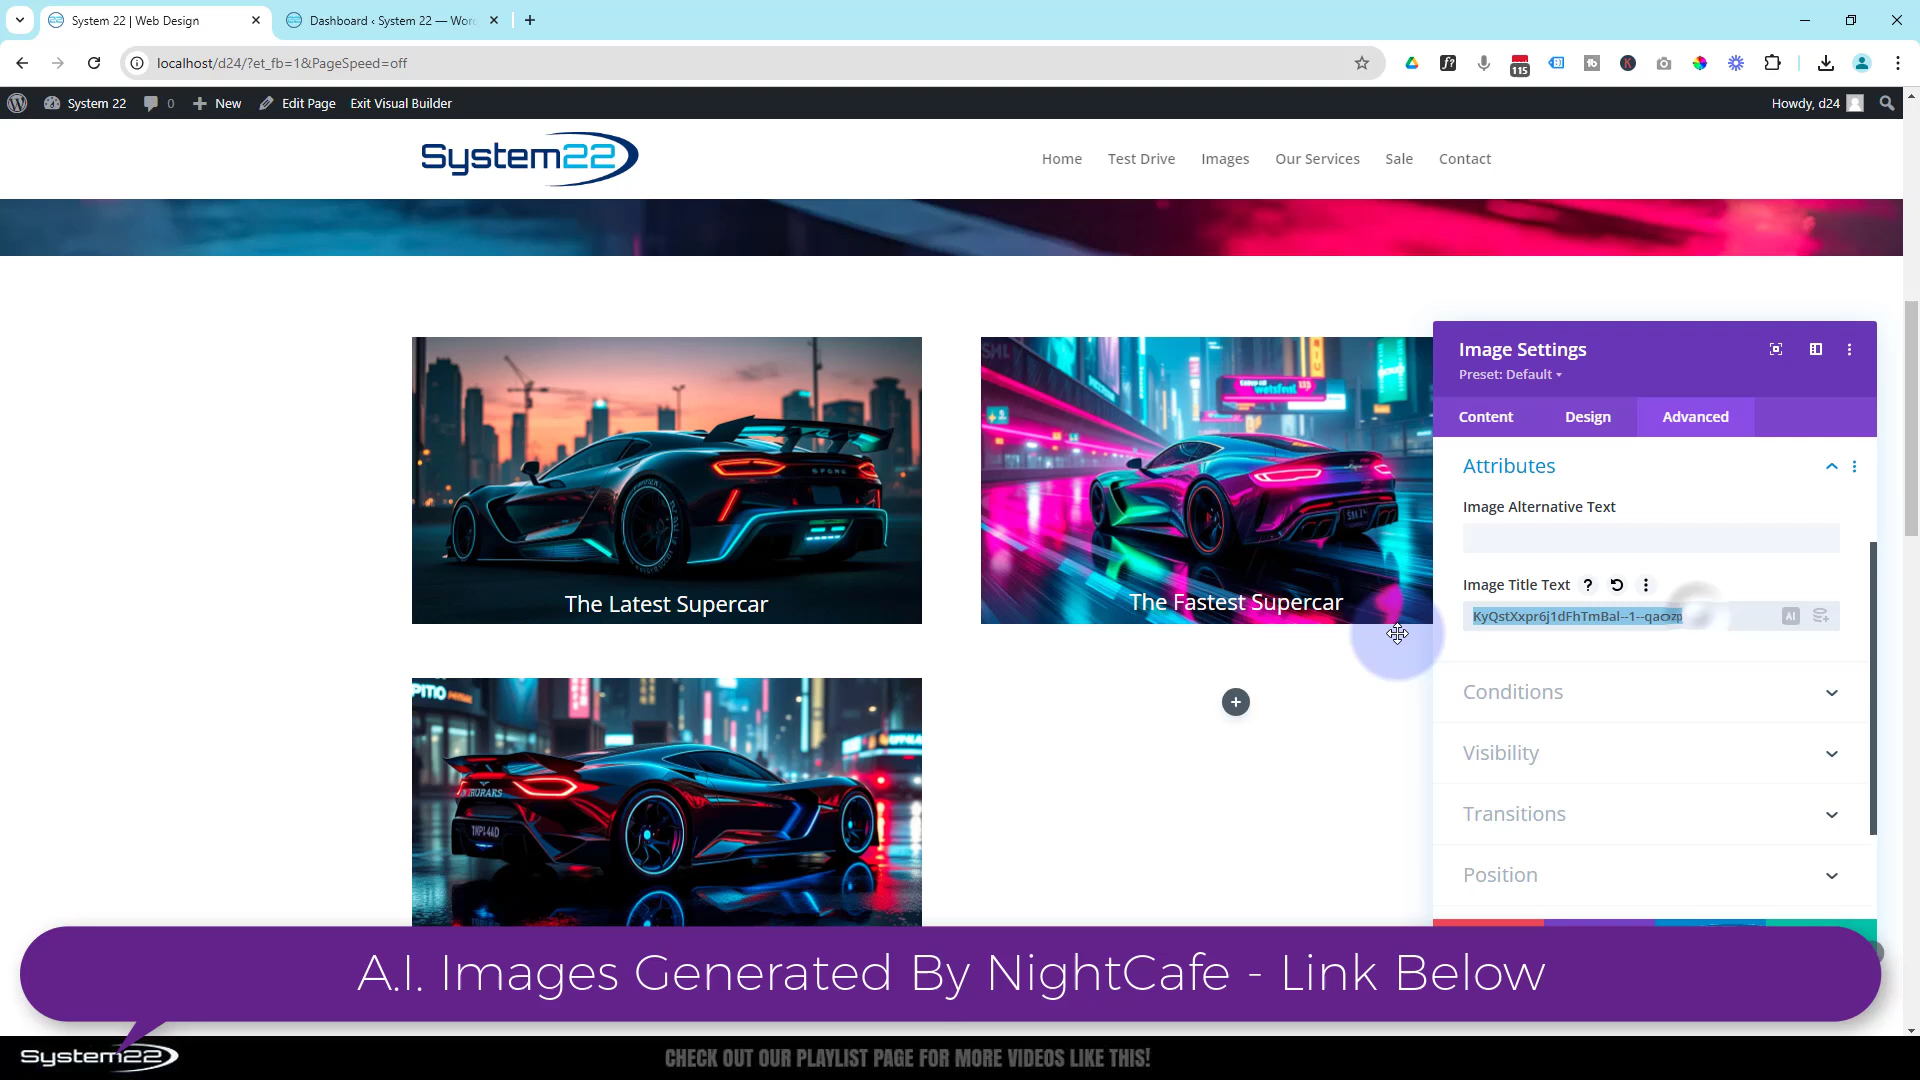 System 22 | Web Design
Dashboard ‹ System 22 — Wor
localhost/d24/?et_fb=1&PageSpeed=off
115
System 22
0
New
Edit Page
Exit Visual Builder
Howdy, d24
System22
Home
Test Drive
Images
Our Services
Sale
Contact
The Latest Supercar
The Fastest Supercar
Image Settings
Preset: Default
Content
Design
Advanced
Attributes
Image Alternative Text
Image Title Text
AI
Conditions
Visibility
Transitions
Position
A.I. Images Generated By NightCafe - Link Below
System22
CHECK OUT OUR PLAYLIST PAGE FOR MORE VIDEOS LIKE THIS!